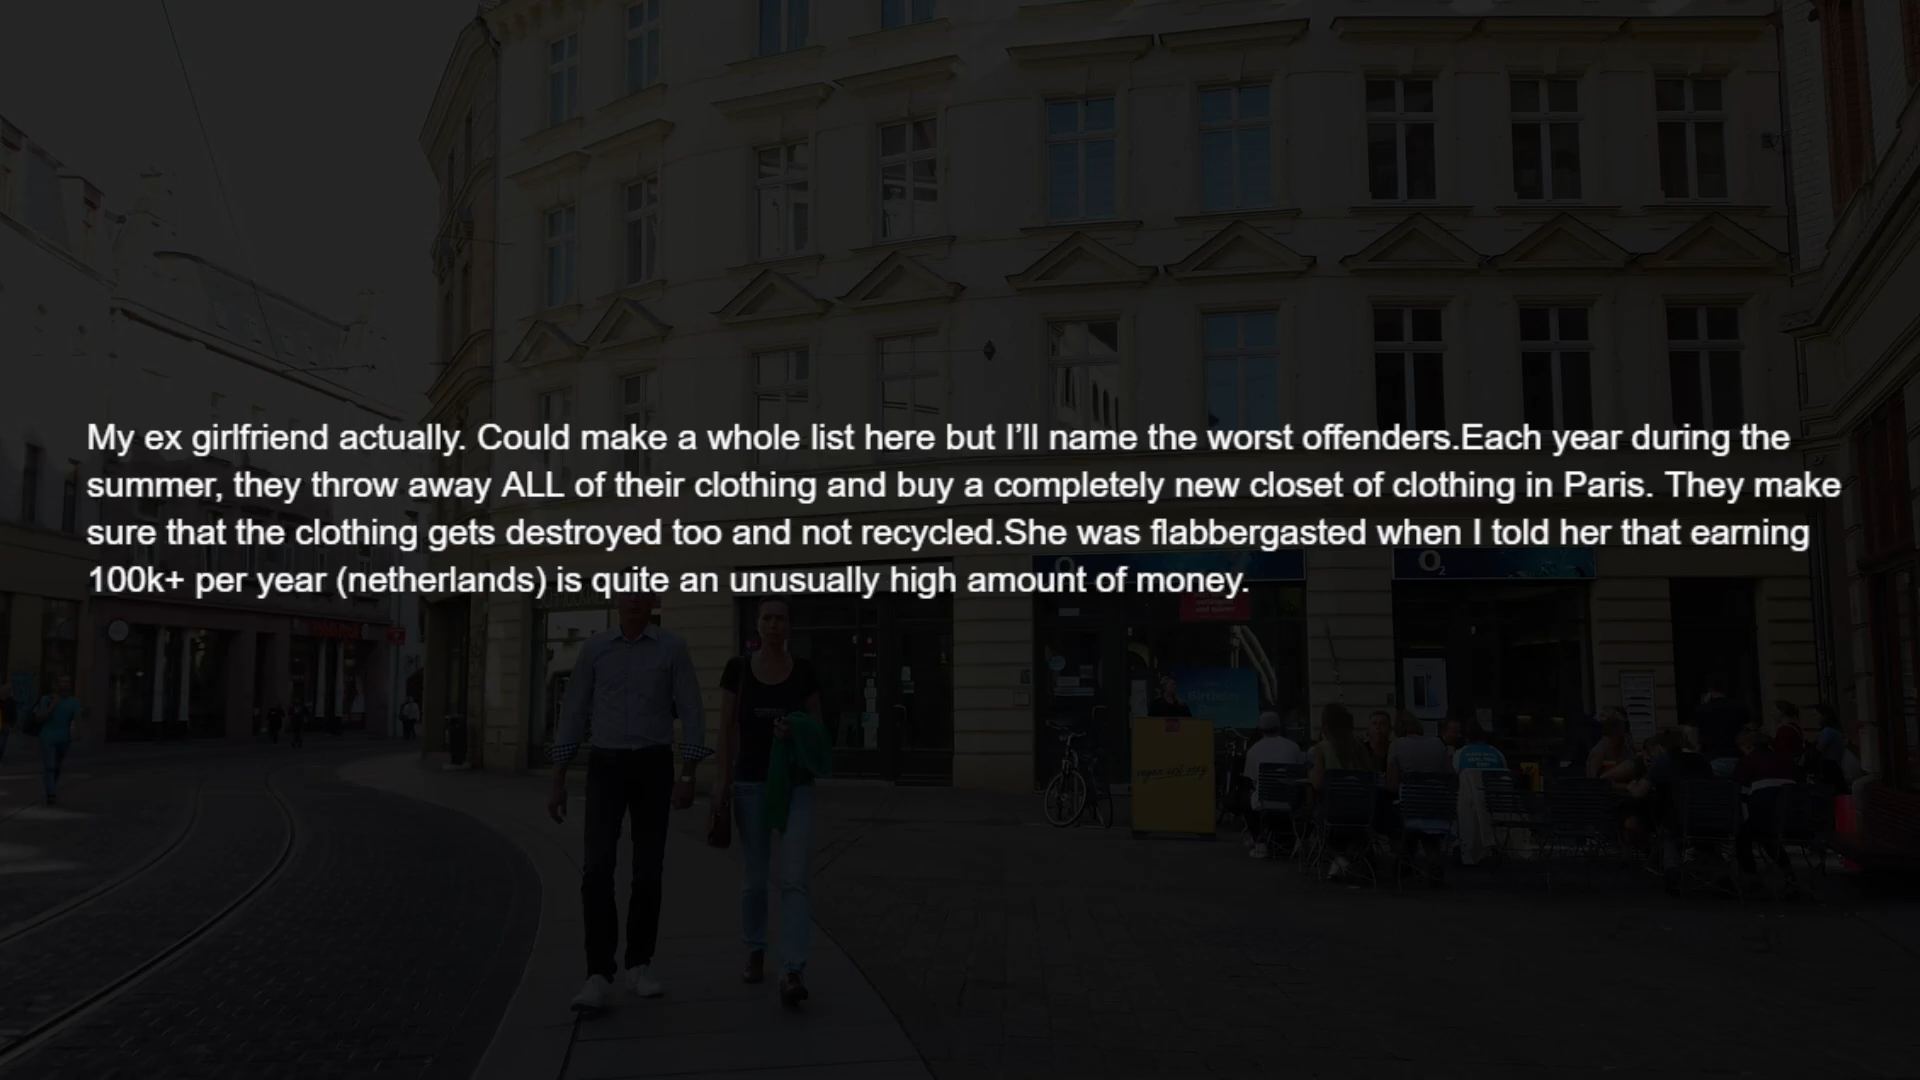 My ex girlfriend actually. Could make a whole list here but I’ll name the worst offenders.Each year during the
summer, they throw away ALL of their clothing and buy a completely new closet of clothing in Paris. They make
sure that the clothing gets destroyed too and not recycled.She was flabbergasted when I told her that earning
100k+ per year (netherlands) is quite an unusually high amount of money.
O2
O2